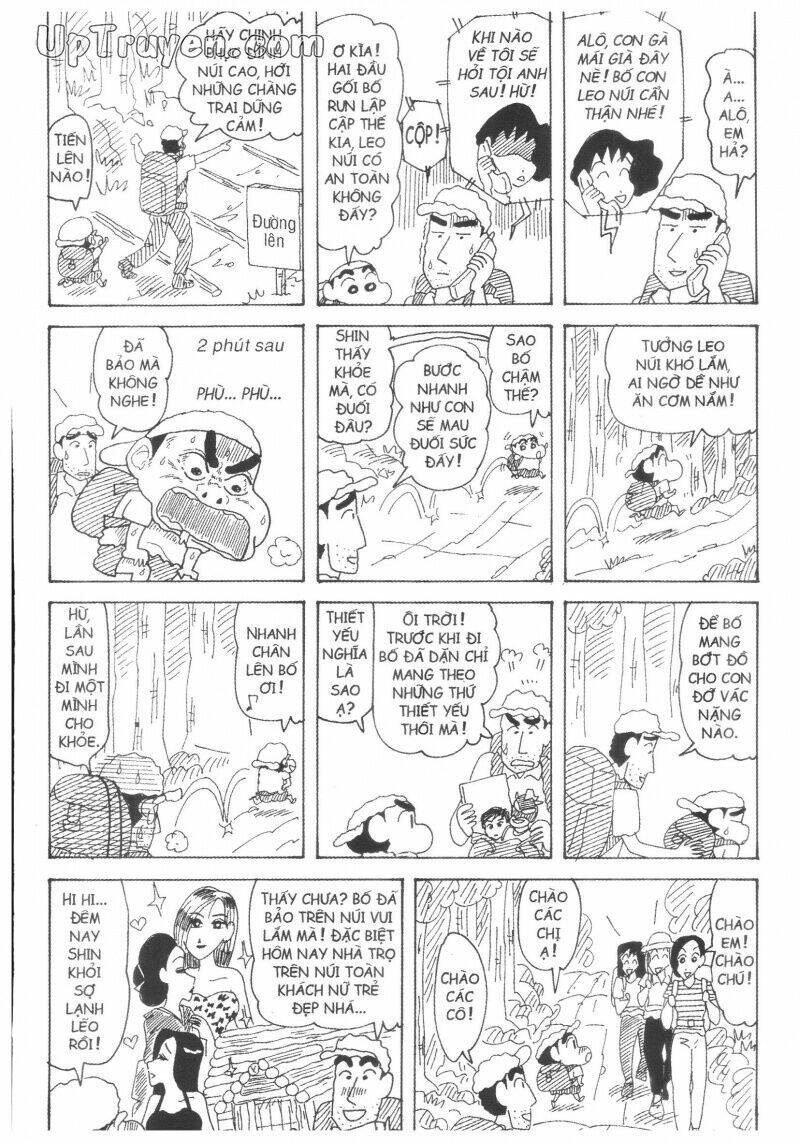 UpTruyen.com
À...
A...
ALÔ,
EM
HẢ?
ALÔ, CON GÀ
MÁI GIÀ ĐÂY
NÈ! BỐ CON
LEO NÚI CẨN
THẬN NHÉ!
KHI NÀO
VỀ TÔI SẼ
HỎI TỘI ANH
SAU! HỪ!
CỘP!
Ơ KÌA!
HAI ĐẦU
GỐI BỐ
RUN LẬP
CẬP THẾ
KIA, LEO
NÚI CÓ
AN TOÀN
KHÔNG
ĐẤY?
HÃY CHINH
PHỤC ĐỈNH
NÚI CAO, HỠI
NHỮNG CHÀNG
TRAI DŨNG
CẢM!
TIẾN
LÊN
NÀO!
Đường
lên
TƯỞNG LEO
NÚI KHÓ LẮM,
AI NGỜ DỄ NHƯ
ĂN CƠM NẮM!
SAO
BỐ
CHẬM
THẾ?
BƯỚC
NHANH
NHƯ CON
SẼ MAU
ĐUỐI SỨC
ĐẤY!
SHIN
THẤY
KHỎE
MÀ, CÓ
ĐUỐI
ĐÂU?
2 phút sau
PHÙ... PHÙ...
ĐÃ
BẢO MÀ
KHÔNG
NGHE!
ĐỂ BỐ
MANG
BỚT ĐỒ
CHO CON
ĐỠ VÁC
NẶNG
NÀO.
ÔI TRỜI!
TRƯỚC KHI ĐI
BỐ ĐÃ DẶN CHỈ
MANG THEO
NHỮNG THỨ
THIẾT YẾU
THÔI MÀ!
THIẾT
YẾU
NGHĨA
LÀ
SAO
Ạ?
NHANH
CHÂN
LÊN BỐ
ƠI!
HỪ,
LẦN
SAU
MÌNH
ĐI MỘT
MÌNH
CHO
KHỎE.
CHÀO
EM!
CHÀO
CHÚ!
CHÀO
CÁC
CHỊ
Ạ!
CHÀO
CÁC
CÔ!
THẤY CHƯA? BỐ ĐÃ
BẢO TRÊN NÚI VUI
LẮM MÀ! ĐẶC BIỆT
HÔM NAY NHÀ TRỌ
TRÊN NÚI TOÀN
KHÁCH NỮ TRẺ
ĐẸP NHÁ...
HI HI...
ĐÊM
NAY
SHIN
KHỎI
SỢ
LẠNH
LẼO
RỒI!